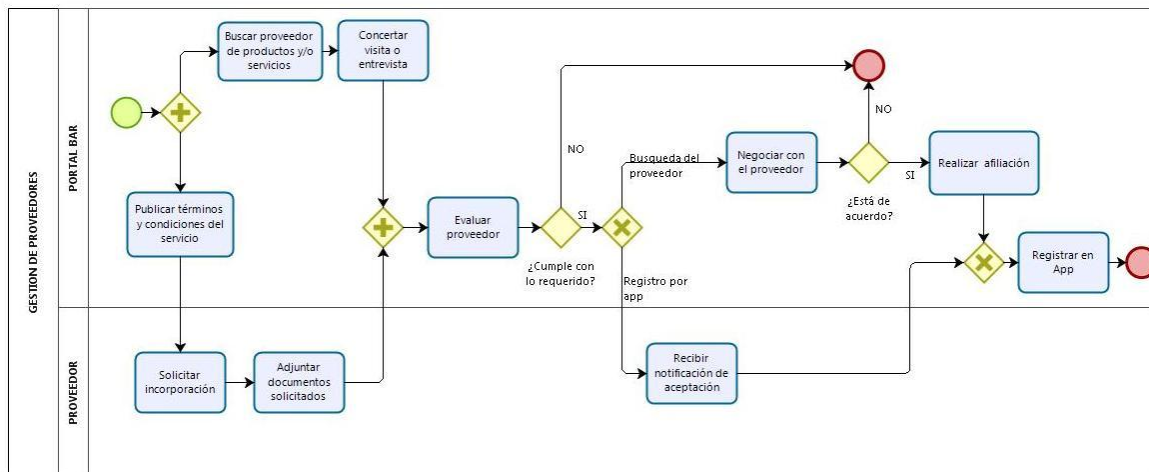 GESTION DE PROVEEDORES
PORTAL BAR
Buscar proveedor
de productos y/o
servicios
Concertar
visita o
entrevista
Publicar términos
y condiciones del
servicio
Evaluar
proveedor
NO
SI
¿Cumple con
lo requerido?
Busqueda del
proveedor
Registro por
app
Negociar con
el proveedor
NO
SI
¿Está de
acuerdo?
Realizar afiliación
Registrar en
App
PROVEEDOR
Solicitar
incorporación
Adjuntar
documentos
solicitados
Recibir
notificación de
aceptación